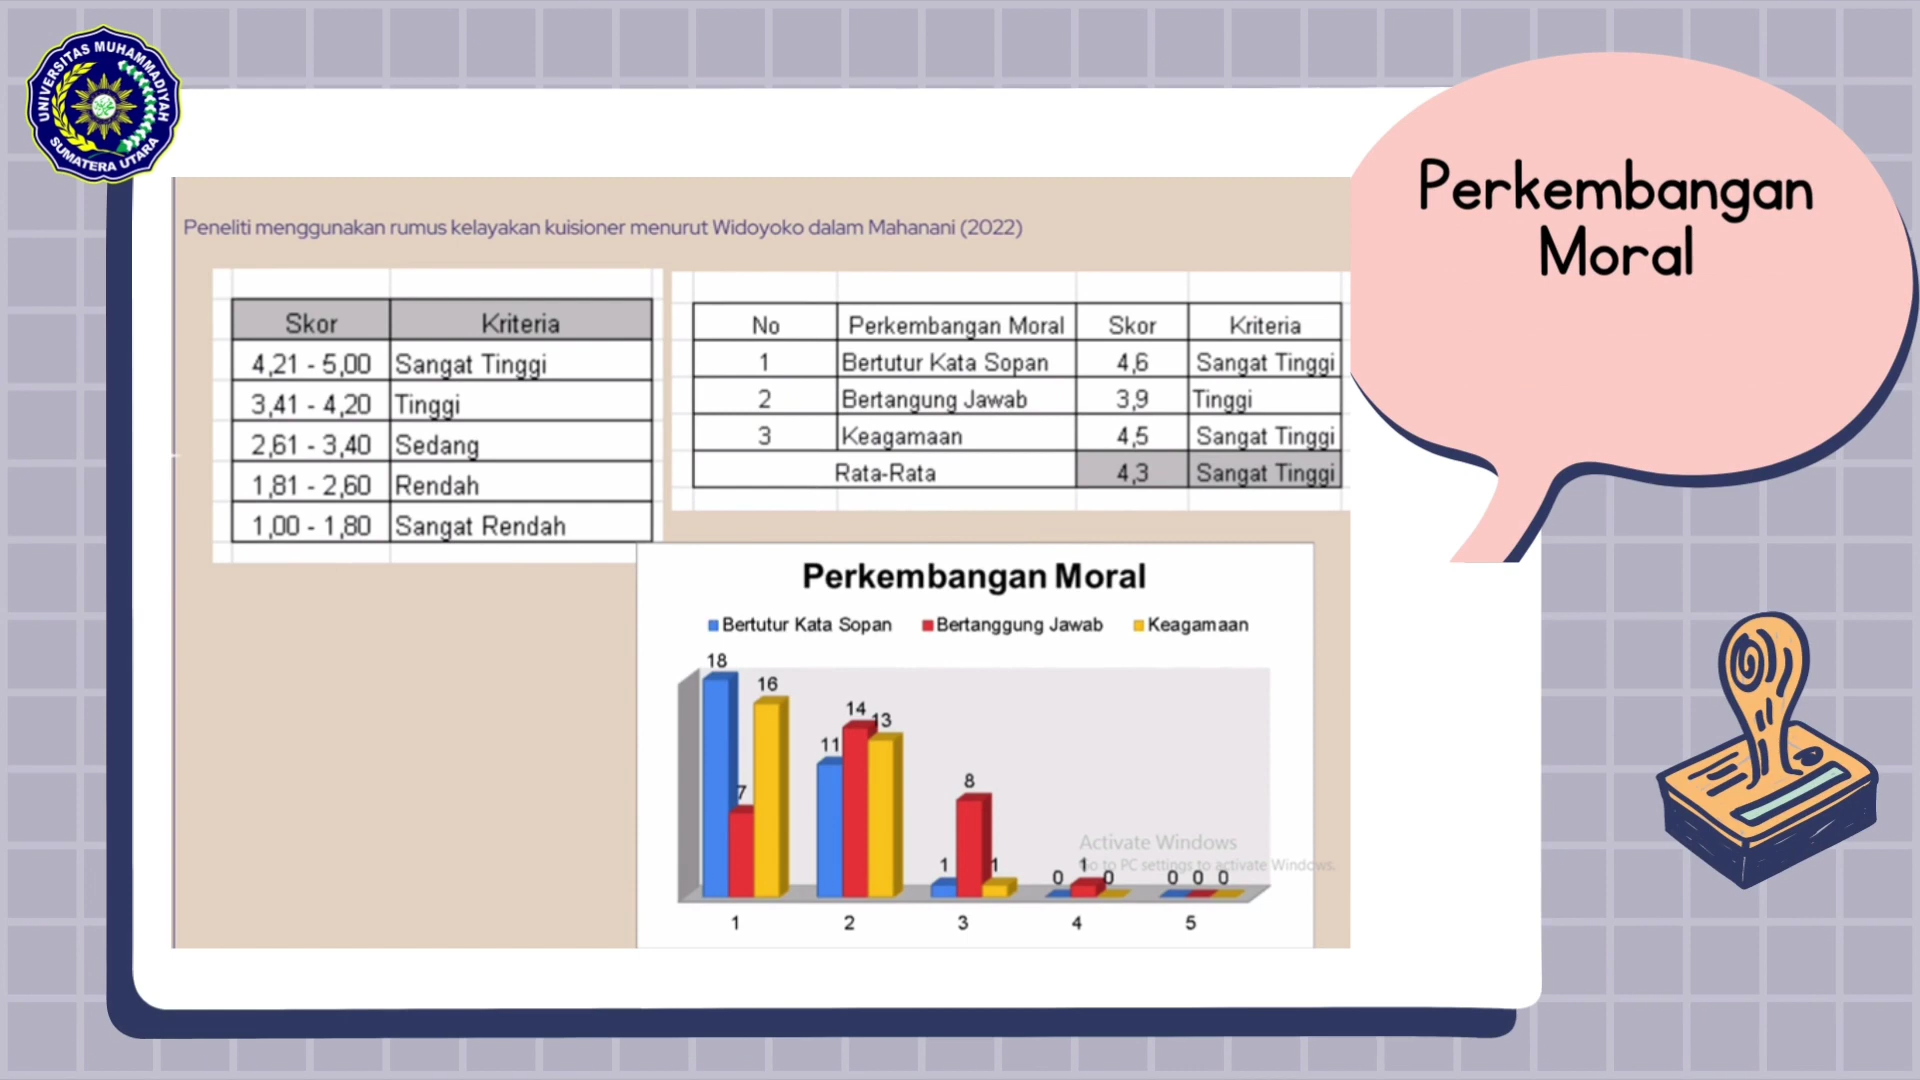 UNIVERSITAS MUHAMMADIYAH
SUMATERA UTARA
Perkembangan
Moral
Peneliti menggunakan rumus kelayakan kuisioner menurut Widoyoko dalam Mahanani (2022)
Skor Kriteria
4,21 - 5,00 Sangat Tinggi
3,41 - 4,20 Tinggi
2,61 - 3,40 Sedang
1,81 - 2,60 Rendah
1,00 - 1,80 Sangat Rendah
No Perkembangan Moral Skor Kriteria
1 Bertutur Kata Sopan 4,6 Sangat Tinggi
2 Bertangung Jawab 3,9 Tinggi
3 Keagamaan 4,5 Sangat Tinggi
Rata-Rata 4,3 Sangat Tinggi
Perkembangan Moral
Bertutur Kata Sopan Bertanggung Jawab Keagamaan
18 7 16
11 14 13
1 8 1
0 1 0
0 0 0
1 2 3 4 5
Activate Windows
Go to PC settings to activate Windows.